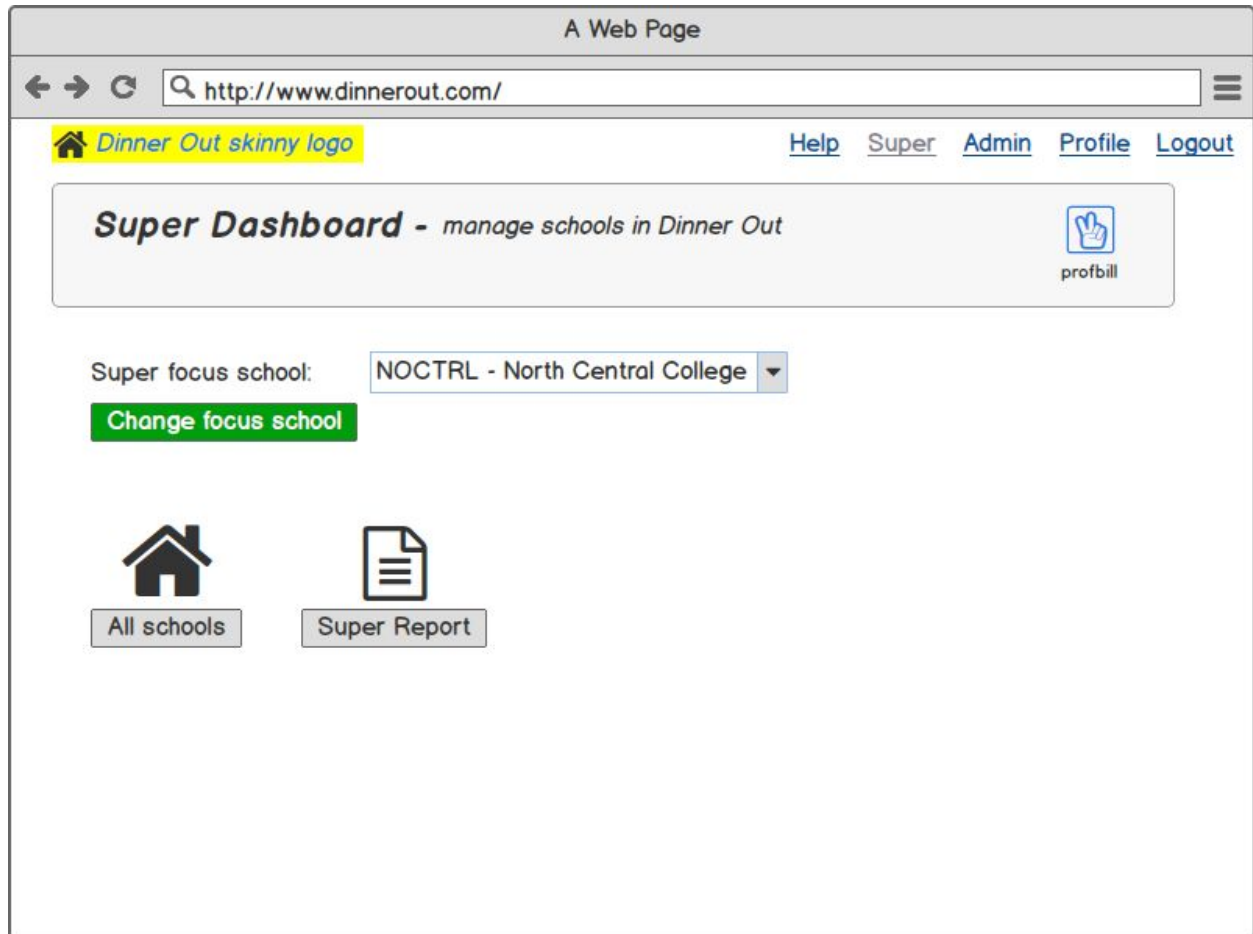 A Web Page
http://www.dinnerout.com/
Dinner Out skinny logo Help Super Admin Profile Logout
Super Dashboard - manage schools in Dinner Out
profbill
Super focus school: NOCTRL - North Central College
Change focus school
All schools Super Report